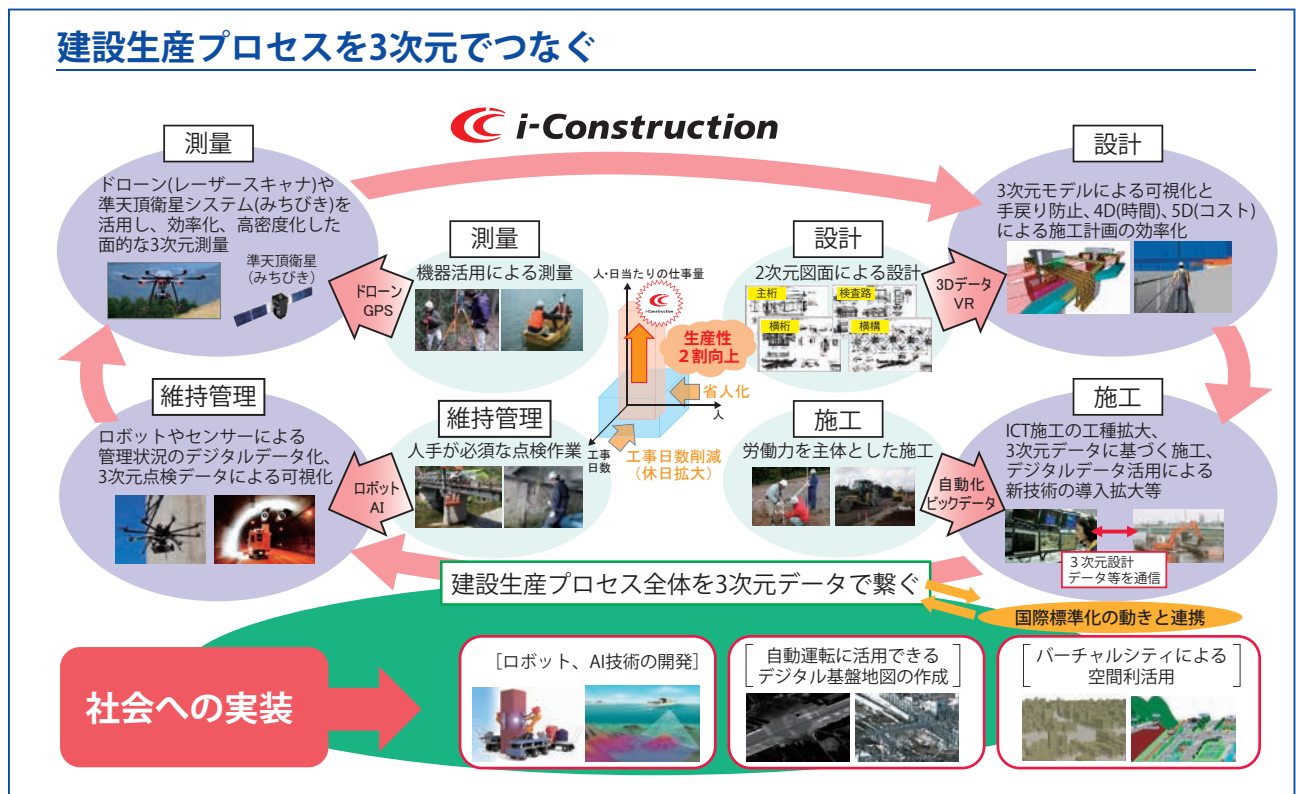 建設生産プロセスを3次元でつなぐ
i-Construction
測量
ドローン(レーザースキャナ)や
準天頂衛星システム(みちびき)を
活用し、効率化、高密度化した
面的な3次元測量
準天頂衛星
(みちびき)
ドローン
GPS
測量
機器活用による測量
人・日当たりの仕事量
i-Construction
生産性
2割向上
省人化
人
工事
日数
工事日数削減
(休日拡大)
設計
2次元図面による設計
主桁
検査路
横桁
横構
3Dデータ
VR
設計
3次元モデルによる可視化と
手戻り防止、4D(時間)、5D(コスト)
による施工計画の効率化
維持管理
ロボットやセンサーによる
管理状況のデジタルデータ化、
3次元点検データによる可視化
ロボット
AI
維持管理
人手が必須な点検作業
施工
労働力を主体とした施工
自動化
ビックデータ
施工
ICT施工の工種拡大、
3次元データに基づく施工、
デジタルデータ活用による
新技術の導入拡大等
3次元設計
データ等を通信
建設生産プロセス全体を3次元データで繋ぐ
国際標準化の動きと連携
社会への実装
[ロボット、AI技術の開発]
自動運転に活用できる
デジタル基盤地図の作成
バーチャルシティによる
空間利活用